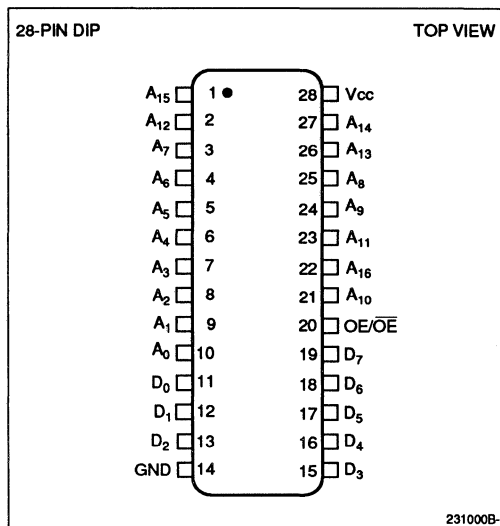 28-PIN DIP TOP VIEW
A15 1 28 Vcc
A12 2 27 A14
A7 3 26 A13
A6 4 25 A8
A5 5 24 A9
A4 6 23 A11
A3 7 22 A16
A2 8 21 A10
A1 9 20 OE/OE
A0 10 19 D7
D0 11 18 D6
D1 12 17 D5
D2 13 16 D4
GND 14 15 D3
231000B-